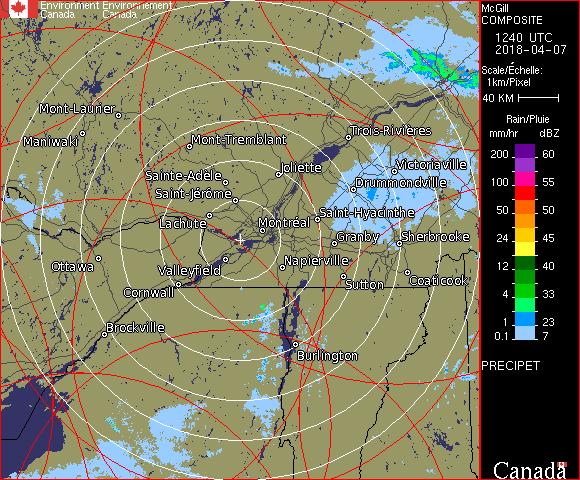 Environment Environnement
Canada Canada
McGill
COMPOSITE
1240 UTC
2018-04-07
Scale/Échelle:
1km/Pixel
40 KM
Rain/Pluie
mm/hr dBZ
200 60
155 55
100 55
50 50
24 45
12 40
4 33
1 23
0.1 7
PRECIPET
Canada
Mont-Laurier
Maniwaki
Mont-Tremblant
Trois-Rivières
Sainte-Adèle
Joliette
Victoriaville
Saint-Jérôme
Drummondville
Lachute
Montréal
Saint-Hyacinthe
Granby
Sherbrooke
Ottawa
Valleyfield
Napierville
Cornwall
Sutton
Coaticook
Brockville
Burlington